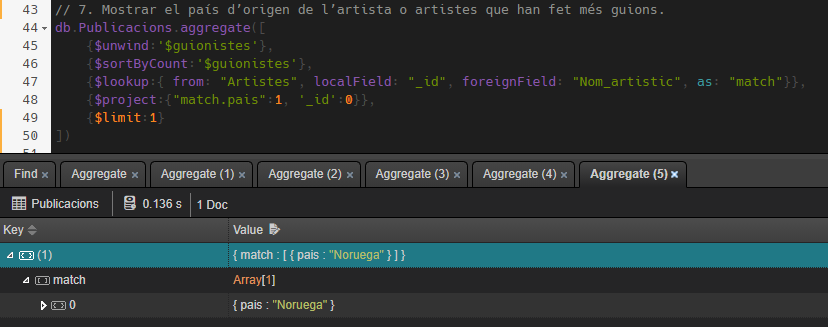 43 // 7. Mostrar el país d’origen de l’artista o artistes que han fet més guions.
44 db.Publicacions.aggregate([
45 {$unwind:'$guionistes'},
46 {$sortByCount:'$guionistes'},
47 {$lookup:{ from: "Artistes", localField: "_id", foreignField: "Nom_artistic", as: "match"}},
48 {$project:{"match.pais":1, '_id':0}},
49 {$limit:1}
50 ])
Find × Aggregate × Aggregate (1) × Aggregate (2) × Aggregate (3) × Aggregate (4) × Aggregate (5) ×
Publicacions 0.136 s 1 Doc
Key Value
(1) { match : [ { pais : "Noruega" } ] }
match Array[1]
0 { pais : "Noruega" }